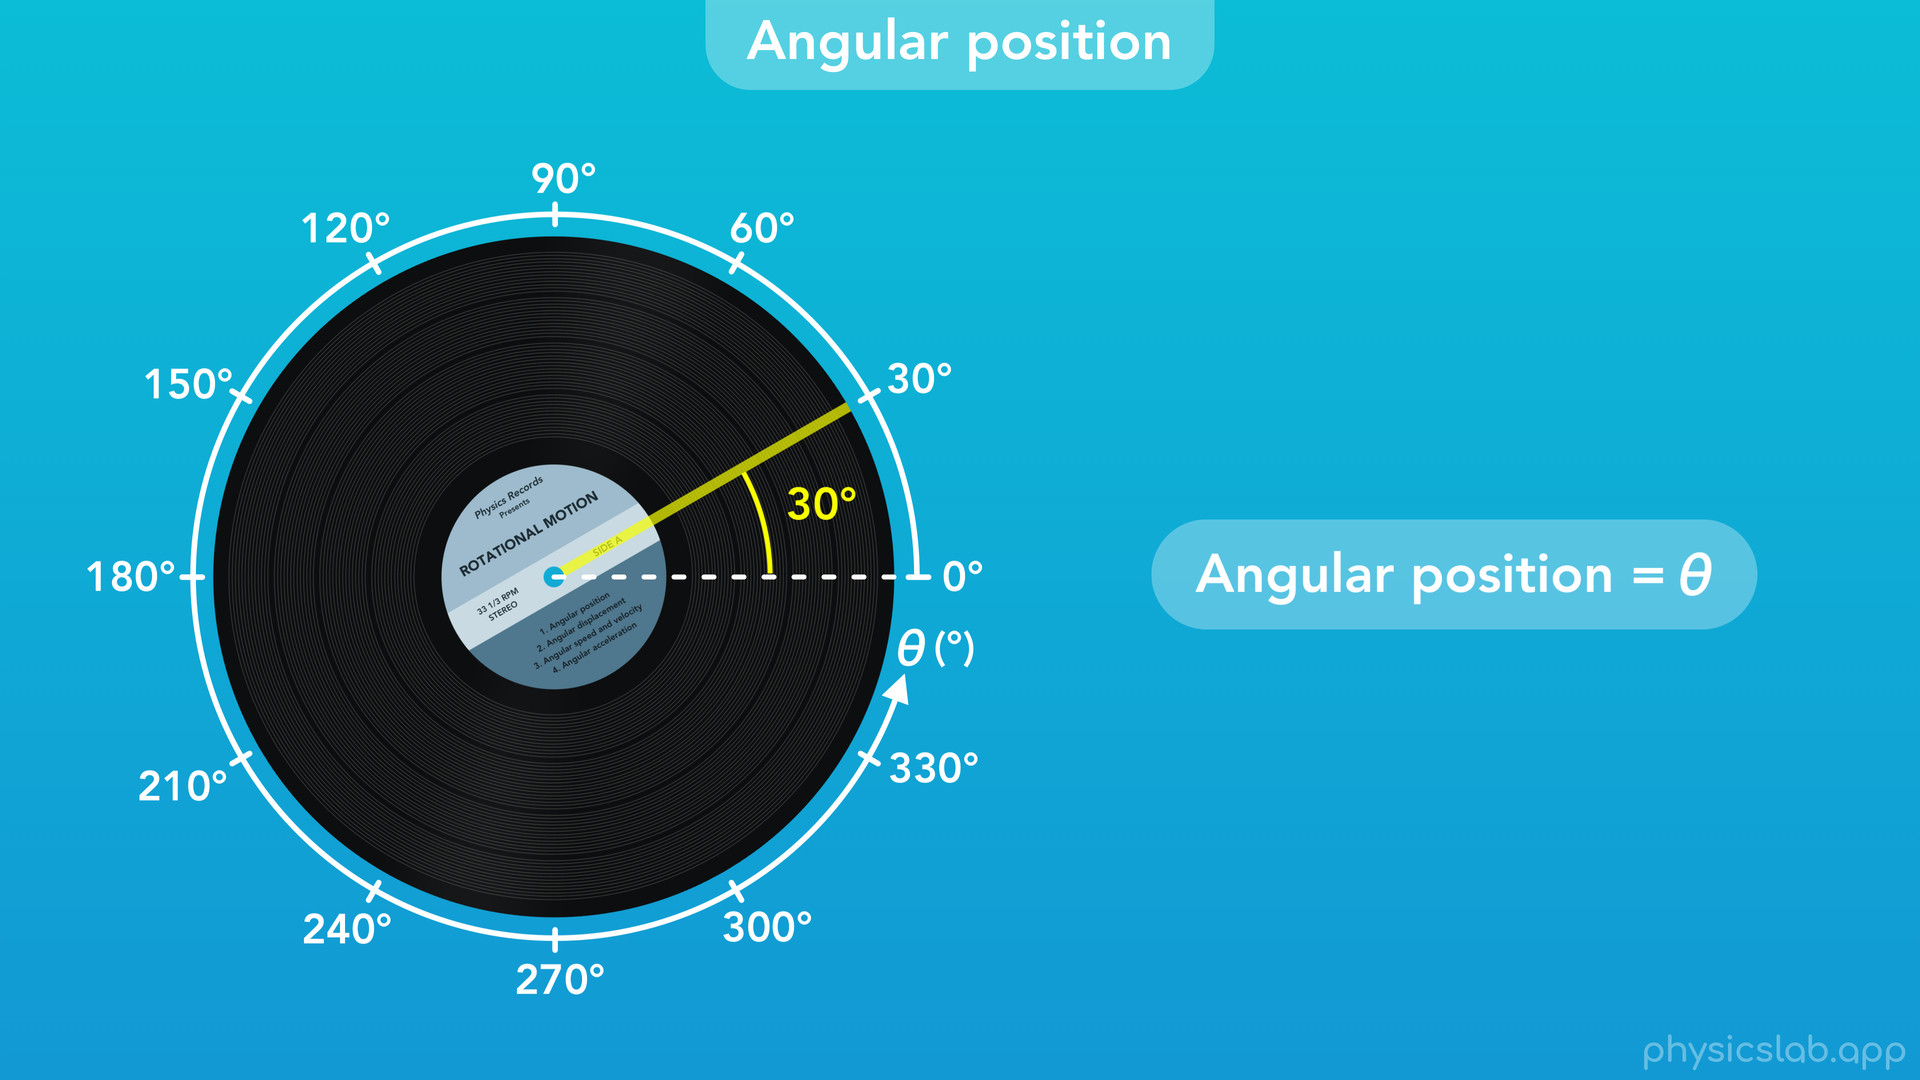 Angular position
90°
120°
60°
150°
30°
30°
Physics Records
Presents
ROTATIONAL MOTION
SIDE A
33 1/3 RPM
STEREO
1. Angular position
2. Angular displacement
3. Angular speed and velocity
4. Angular acceleration
180°
0°
Angular position = θ
θ (°)
210°
330°
240°
300°
270°
physicslab.app